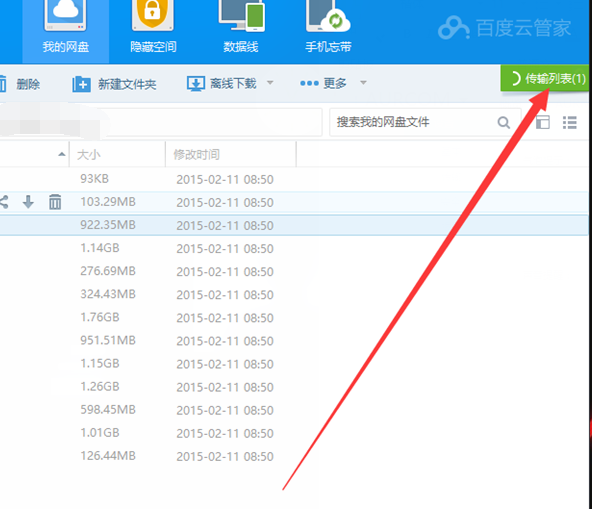 我的网盘 隐藏空间 数据线 手机忘带 百度云管家
删除 新建文件夹 离线下载 更多 传输列表(1)
搜索我的网盘文件
大小 修改时间
93KB 2015-02-11 08:50
103.29MB 2015-02-11 08:50
922.35MB 2015-02-11 08:50
1.14GB 2015-02-11 08:50
276.69MB 2015-02-11 08:50
324.43MB 2015-02-11 08:50
1.76GB 2015-02-11 08:50
951.51MB 2015-02-11 08:50
1.15GB 2015-02-11 08:50
1.26GB 2015-02-11 08:50
598.45MB 2015-02-11 08:50
1.01GB 2015-02-11 08:50
126.44MB 2015-02-11 08:50